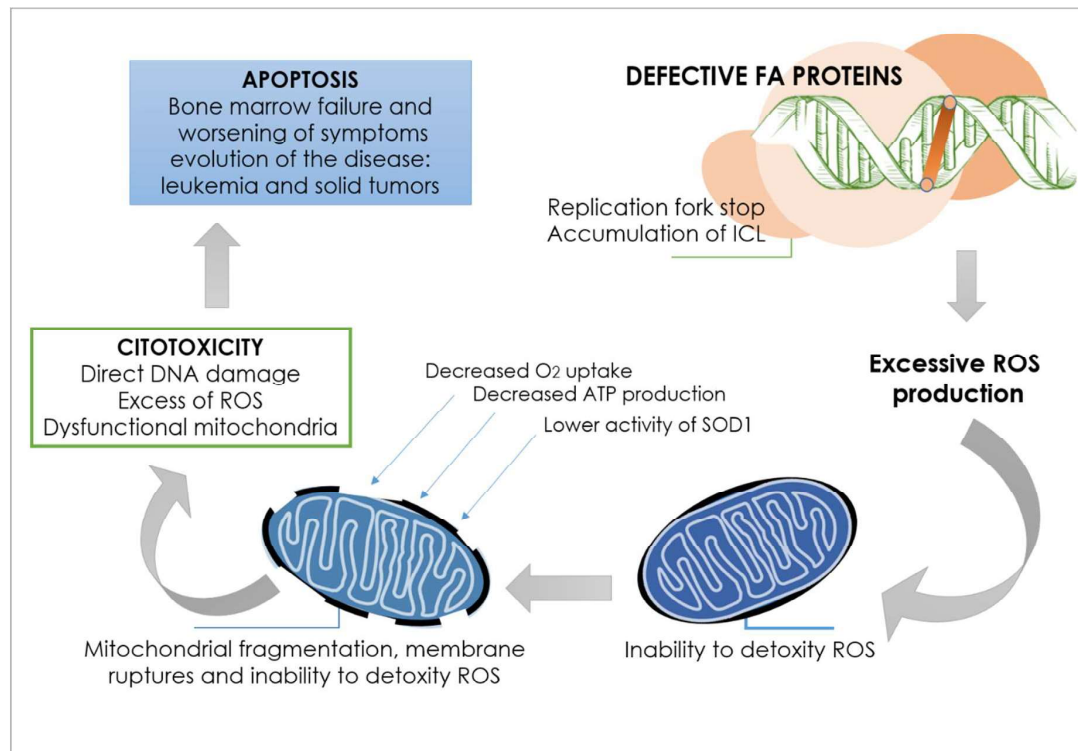 APOPTOSIS
Bone marrow failure and
worsening of symptoms
evolution of the disease:
leukemia and solid tumors
DEFECTIVE FA PROTEINS
Replication fork stop
Accumulation of ICL
CITOTOXICITY
Direct DNA damage
Excess of ROS
Dysfunctional mitochondria
Decreased O2 uptake
Decreased ATP production
Lower activity of SOD1
Excessive ROS
production
Mitochondrial fragmentation, membrane
ruptures and inability to detoxity ROS
Inability to detoxity ROS